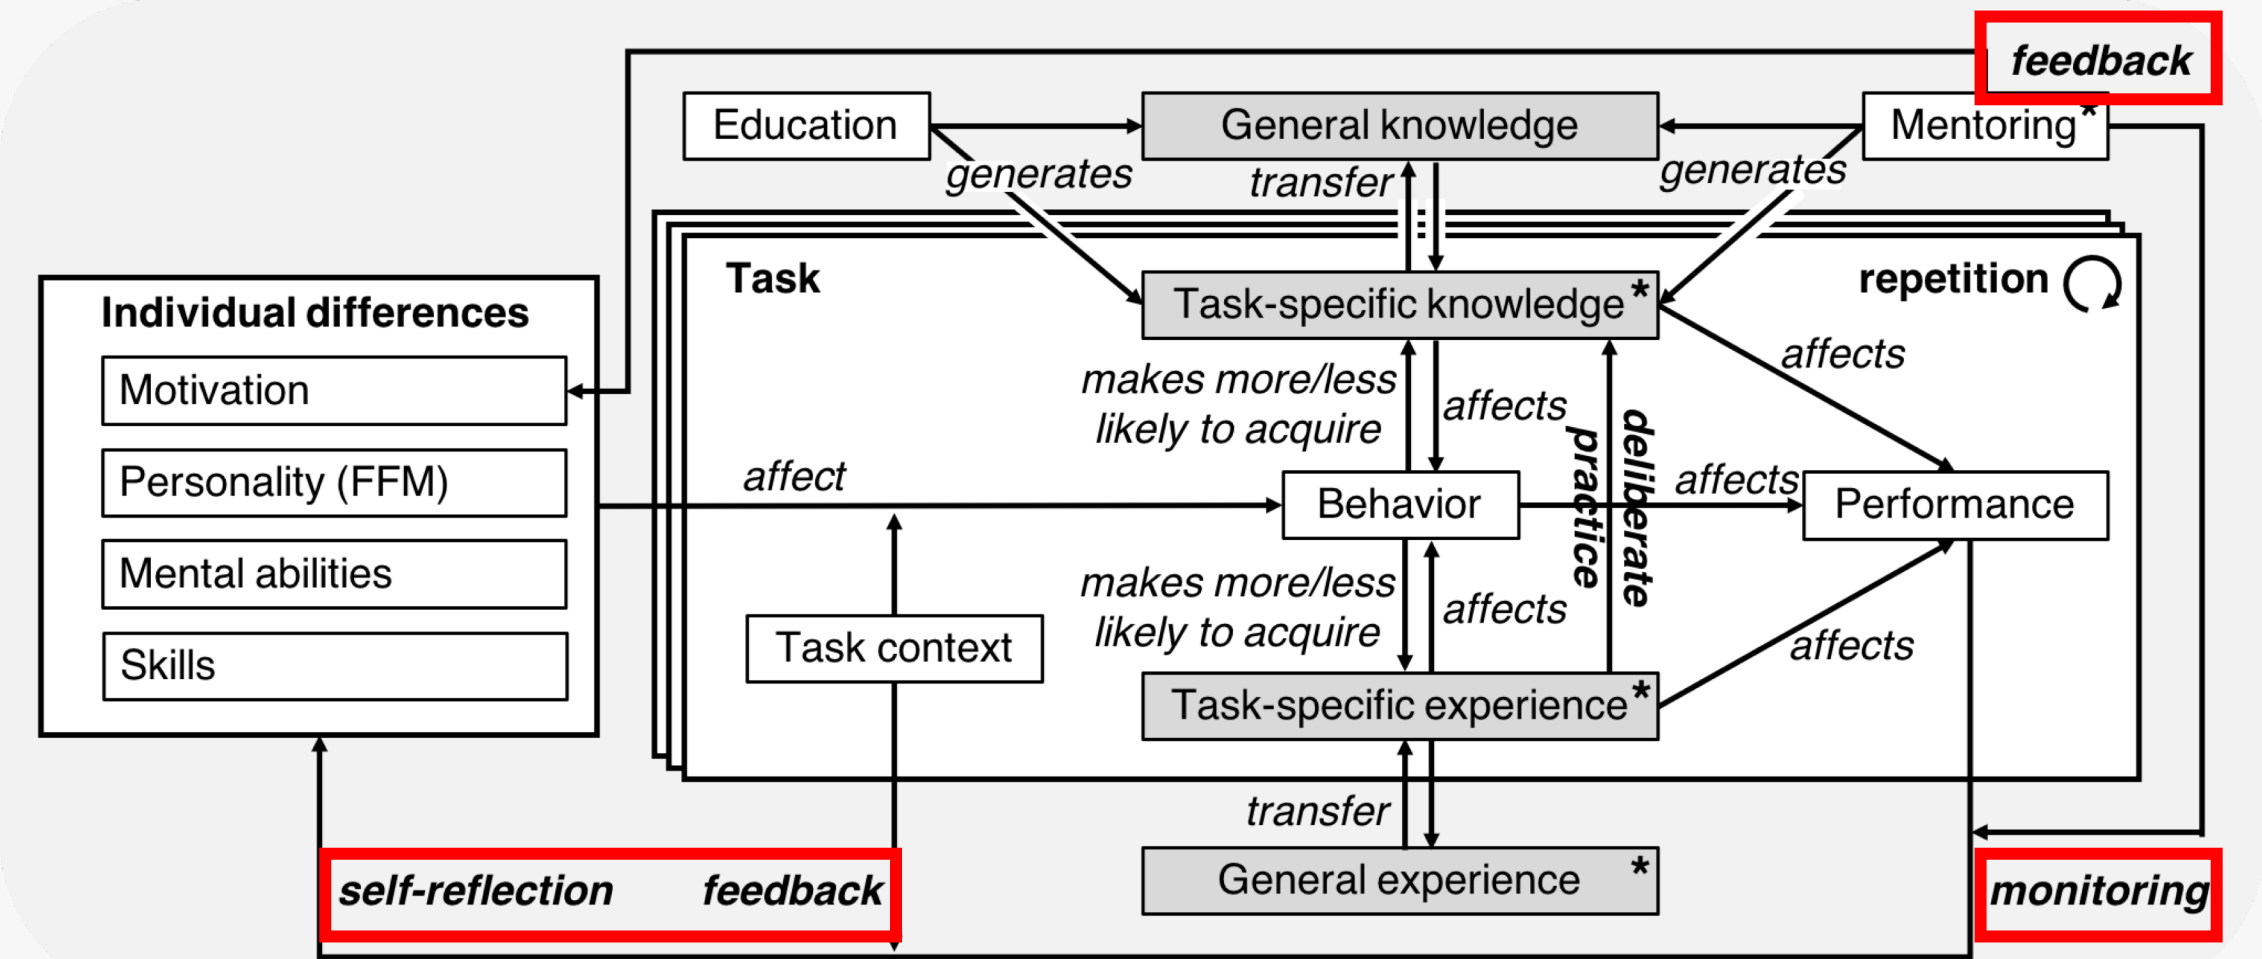 feedback
Education
General knowledge
Mentoring*
generates
transfer
generates
Task
repetition
Individual differences
Task-specific knowledge*
Motivation
makes more/less
likely to acquire
affects
affects
deliberate
practice
Personality (FFM)
affect
Behavior
affects
Performance
Mental abilities
makes more/less
likely to acquire
affects
Task context
affects
Skills
Task-specific experience*
transfer
self-reflection
feedback
General experience *
monitoring